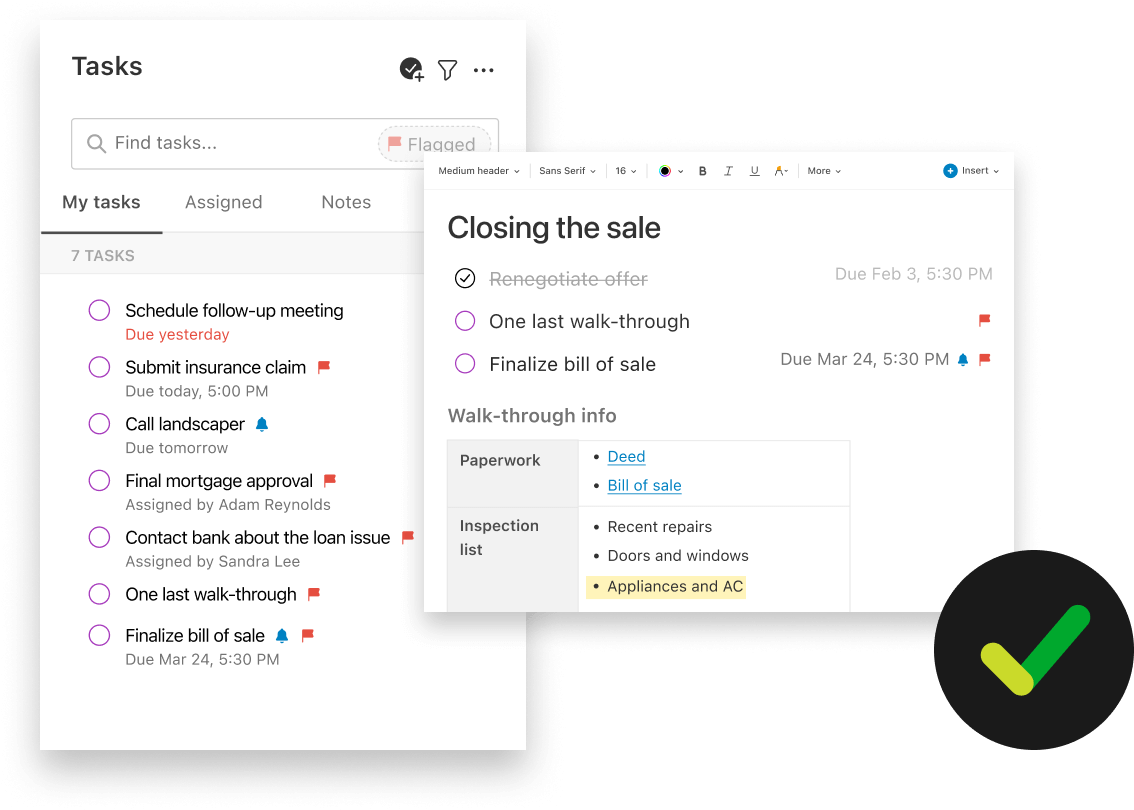 Tasks
Find tasks...
Flagged
My tasks Assigned Notes
7 TASKS
Schedule follow-up meeting
Due yesterday
Submit insurance claim
Due today, 5:00 PM
Call landscaper
Due tomorrow
Final mortgage approval
Assigned by Adam Reynolds
Contact bank about the loan issue
Assigned by Sandra Lee
One last walk-through
Finalize bill of sale
Due Mar 24, 5:30 PM
Medium header Sans Serif 16 B I U A More Insert
Closing the sale
Renegotiate offer Due Feb 3, 5:30 PM
One last walk-through
Finalize bill of sale Due Mar 24, 5:30 PM
Walk-through info
Paperwork
• Deed
• Bill of sale
Inspection
list
• Recent repairs
• Doors and windows
• Appliances and AC